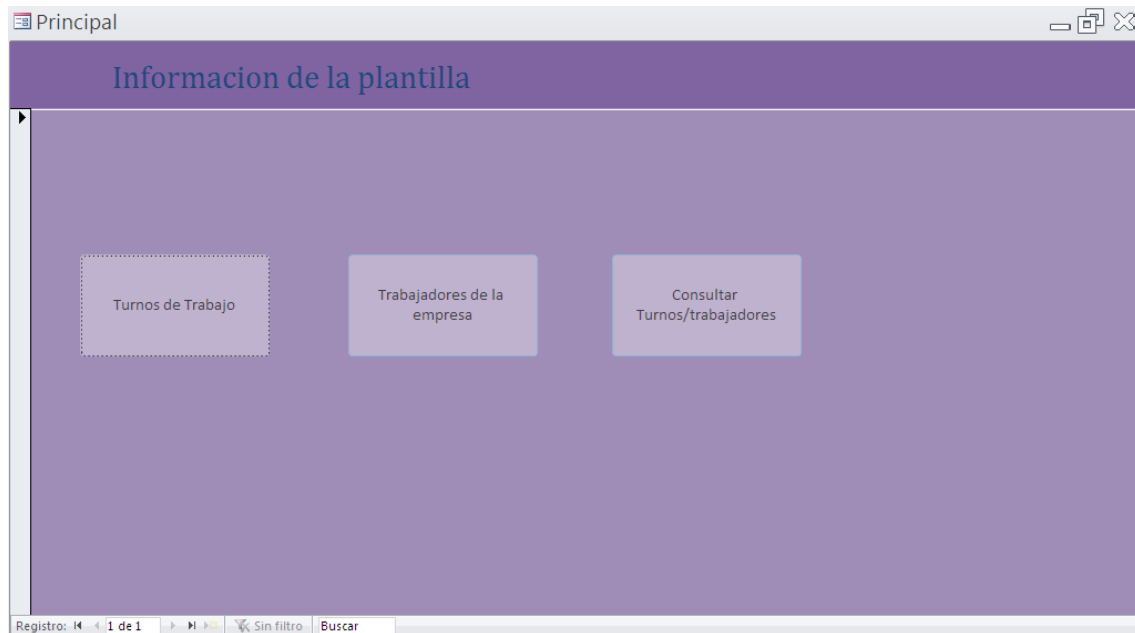 Principal
Informacion de la plantilla
Turnos de Trabajo
Trabajadores de la
empresa
Consultar
Turnos/trabajadores
Registro: 1 de 1 Sin filtro Buscar